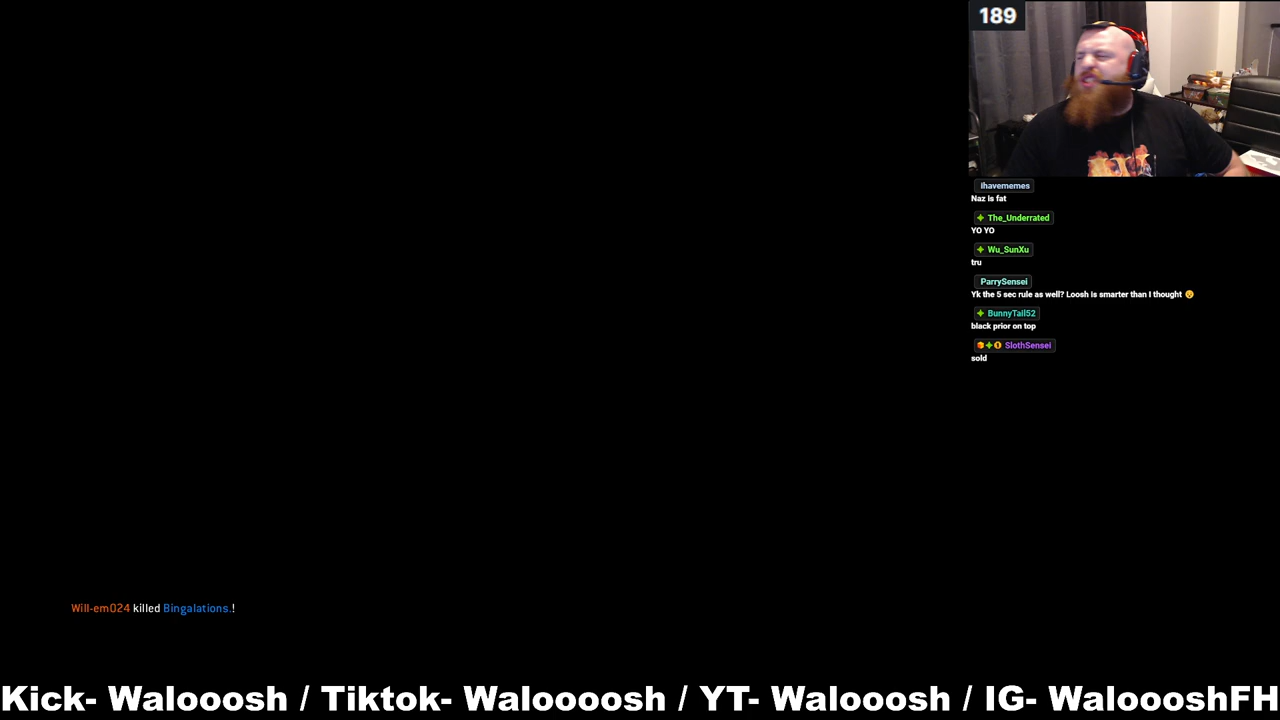 189
Ihavememes
Naz is fat
The_Underrated
YO YO
Wu_SunXu
tru
ParrySensei
Yk the 5 sec rule as well? Loosh is smarter than I thought 😮
BunnyTail52
black prior on top
SlothSensei
sold
Will-em024 killed Bingalations.!
Kick- Walooosh / Tiktok- Waloooosh / YT- Walooosh / IG- WaloooshFH